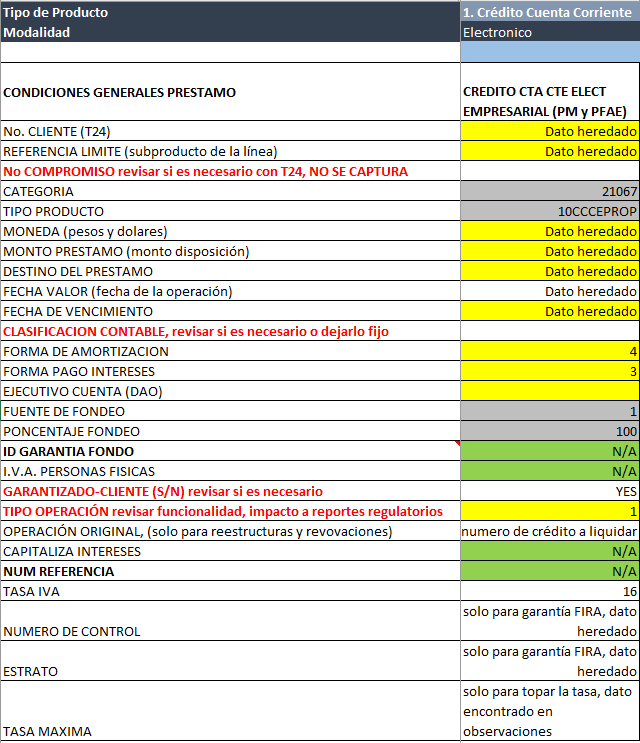 Tipo de Producto 1. Crédito Cuenta Corriente
Modalidad Electronico
CONDICIONES GENERALES PRESTAMO CREDITO CTA CTE ELECT
EMPRESARIAL (PM y PFAE)
No. CLIENTE (T24) Dato heredado
REFERENCIA LIMITE (subproducto de la línea) Dato heredado
No COMPROMISO revisar si es necesario con T24, NO SE CAPTURA
CATEGORIA 21067
TIPO PRODUCTO 10CCCEPROP
MONEDA (pesos y dolares) Dato heredado
MONTO PRESTAMO (monto disposición) Dato heredado
DESTINO DEL PRESTAMO Dato heredado
FECHA VALOR (fecha de la operación) Dato heredado
FECHA DE VENCIMIENTO Dato heredado
CLASIFICACION CONTABLE, revisar si es necesario o dejarlo fijo
FORMA DE AMORTIZACION 4
FORMA PAGO INTERESES 3
EJECUTIVO CUENTA (DAO)
FUENTE DE FONDEO 1
PONCENTAJE FONDEO 100
ID GARANTIA FONDO N/A
I.V.A. PERSONAS FISICAS N/A
GARANTIZADO-CLIENTE (S/N) revisar si es necesario YES
TIPO OPERACIÓN revisar funcionalidad, impacto a reportes regulatorios 1
OPERACIÓN ORIGINAL, (solo para reestructuras y revovaciones) numero de crédito a liquidar
CAPITALIZA INTERESES N/A
NUM REFERENCIA N/A
TASA IVA 16
solo para garantía FIRA, dato
NUMERO DE CONTROL heredado
solo para garantía FIRA, dato
ESTRATO heredado
solo para topar la tasa, dato
encontrado en
TASA MAXIMA observaciones